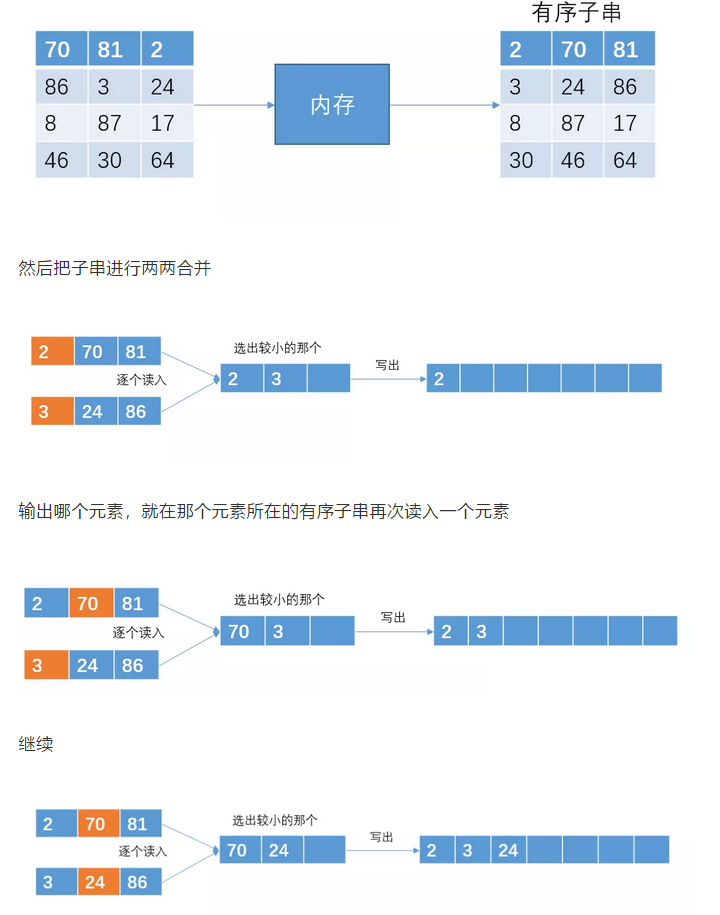 有序子串
70 81 2
86 3 24
8 87 17
46 30 64
内存
2 70 81
3 24 86
8 87 17
30 46 64
然后把子串进行两两合并
2 70 81
逐个读入
3 24 86
选出较小的那个
2 3
写出
2
输出哪个元素，就在那个元素所在的有序子串再次读入一个元素
2 70 81
逐个读入
3 24 86
选出较小的那个
70 3
写出
2 3
继续
2 70 81
逐个读入
3 24 86
选出较小的那个
70 24
写出
2 3 24